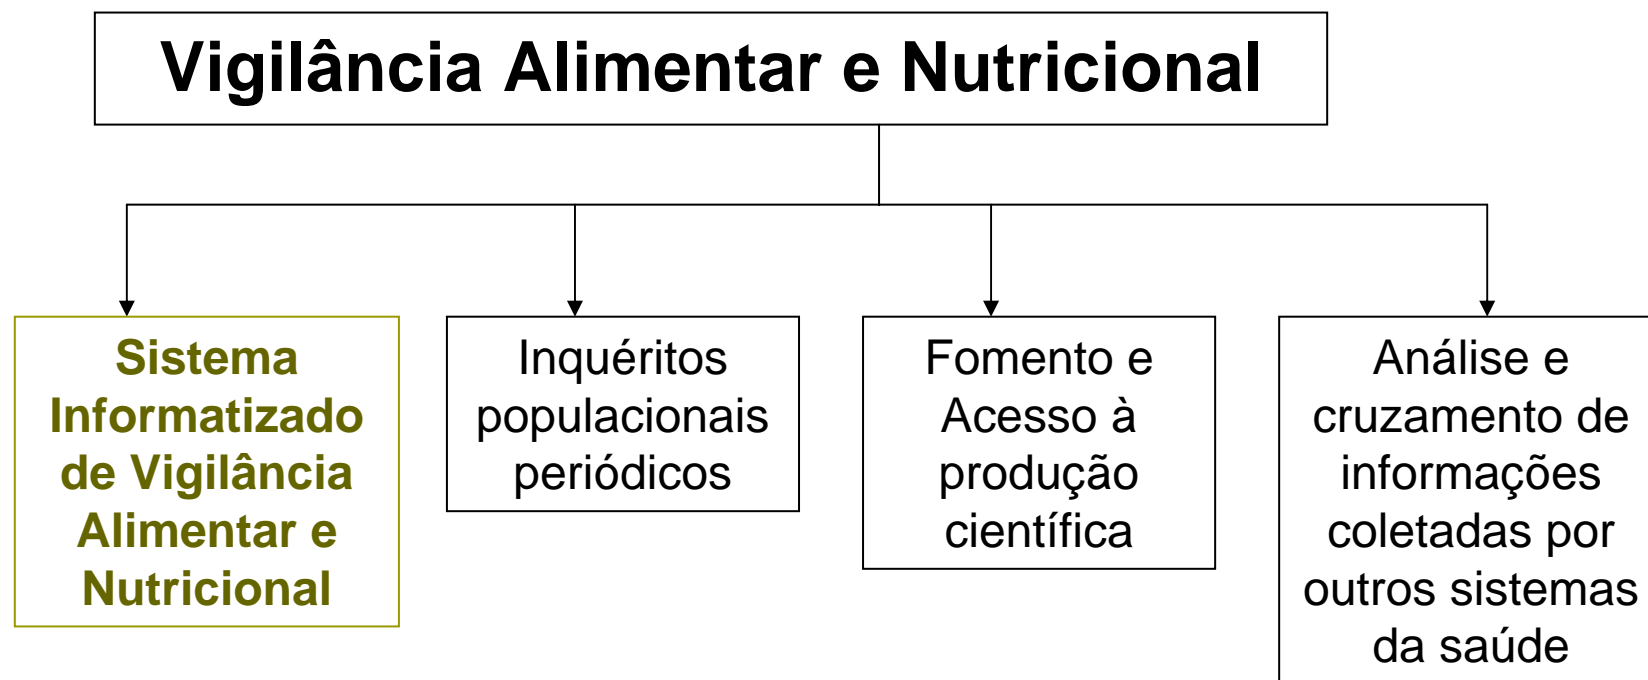 Vigilância Alimentar e Nutricional
Sistema
Informatizado
de Vigilância
Alimentar e
Nutricional
Inquéritos
populacionais
periódicos
Fomento e
Acesso à
produção
científica
Análise e
cruzamento de
informações
coletadas por
outros sistemas
da saúde